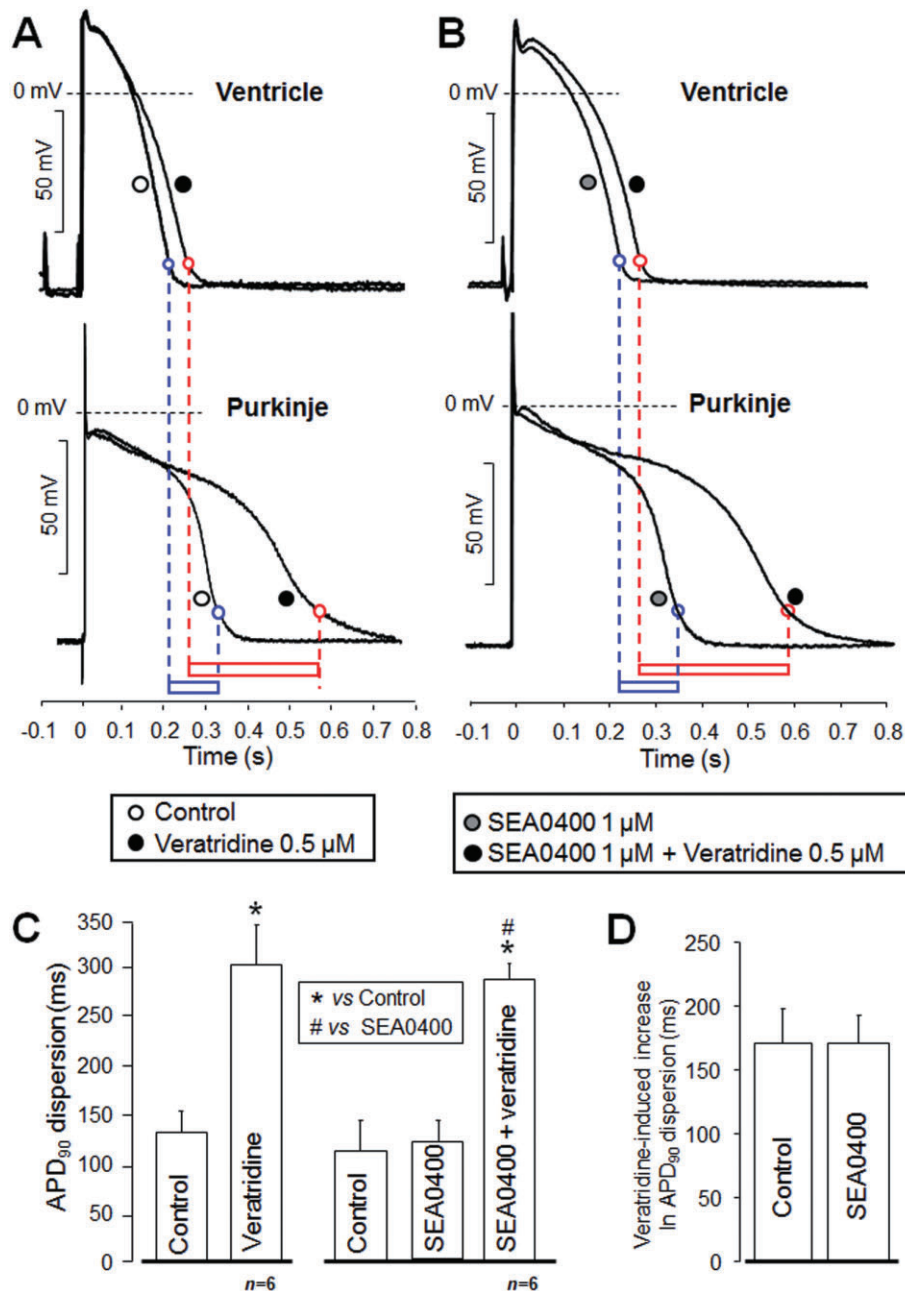 A
0 mV
Ventricle
50 mV
0 mV
Purkinje
50 mV
-0.1 0 0.1 0.2 0.3 0.4 0.5 0.6 0.7 0.8
Time (s)
○ Control
● Veratridine 0.5 µM
B
0 mV
Ventricle
50 mV
0 mV
Purkinje
50 mV
-0.1 0 0.1 0.2 0.3 0.4 0.5 0.6 0.7 0.8
Time (s)
● SEA0400 1 µM
● SEA0400 1 µM + Veratridine 0.5 µM
C
APD90 dispersion (ms)
350
300
250
200
150
100
50
0
Control
*
Veratridine
n=6
* vs Control
# vs SEA0400
Control
SEA0400
#
*
SEA0400 + veratridine
n=6
D
Veratridine-induced increase
In APD90 dispersion (ms)
250
200
150
100
50
0
Control
SEA0400